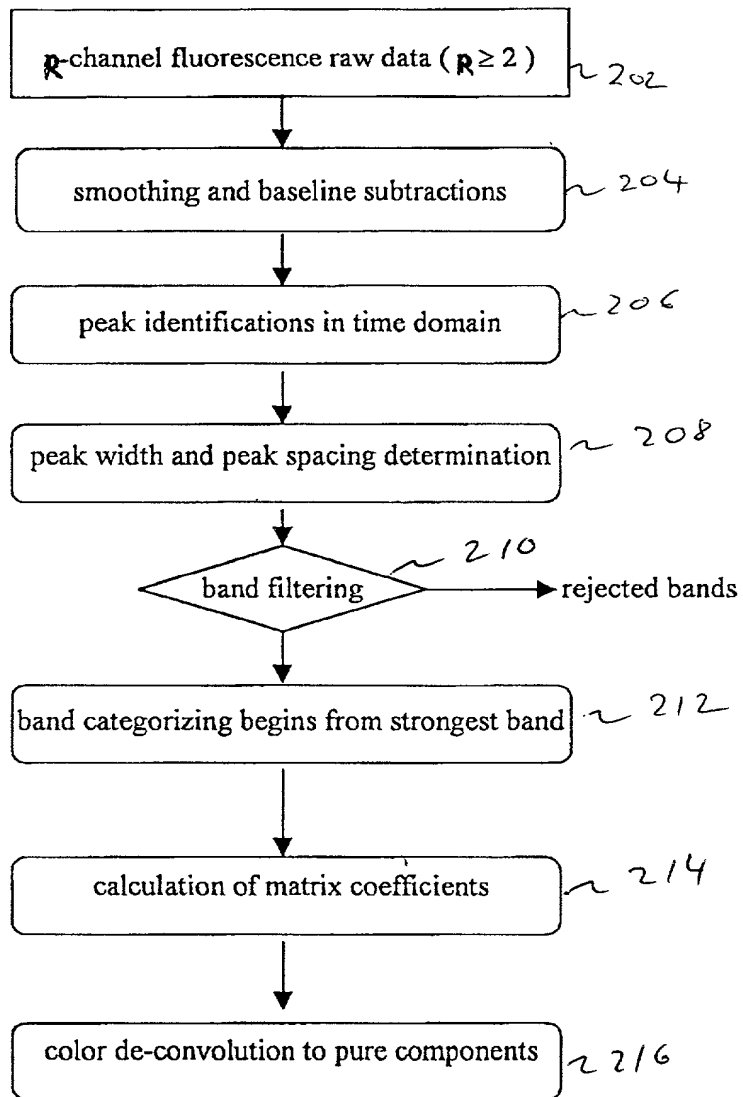 p-channel fluorescence raw data ( p ≥ 2 )
202
smoothing and baseline subtractions
204
peak identifications in time domain
206
peak width and peak spacing determination
208
210
band filtering
rejected bands
band categorizing begins from strongest band
212
calculation of matrix coefficients
214
color de-convolution to pure components
216